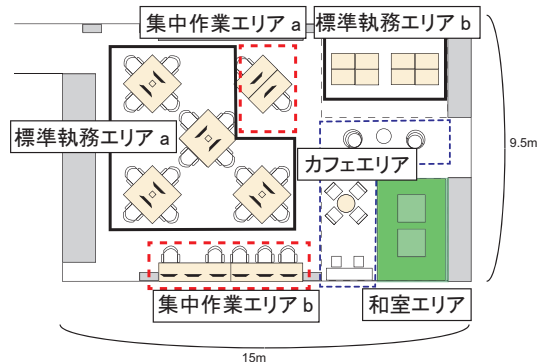 集中作業エリア a
標準執務エリア b
標準執務エリア a
カフェエリア
9.5m
集中作業エリア b
和室エリア
15m